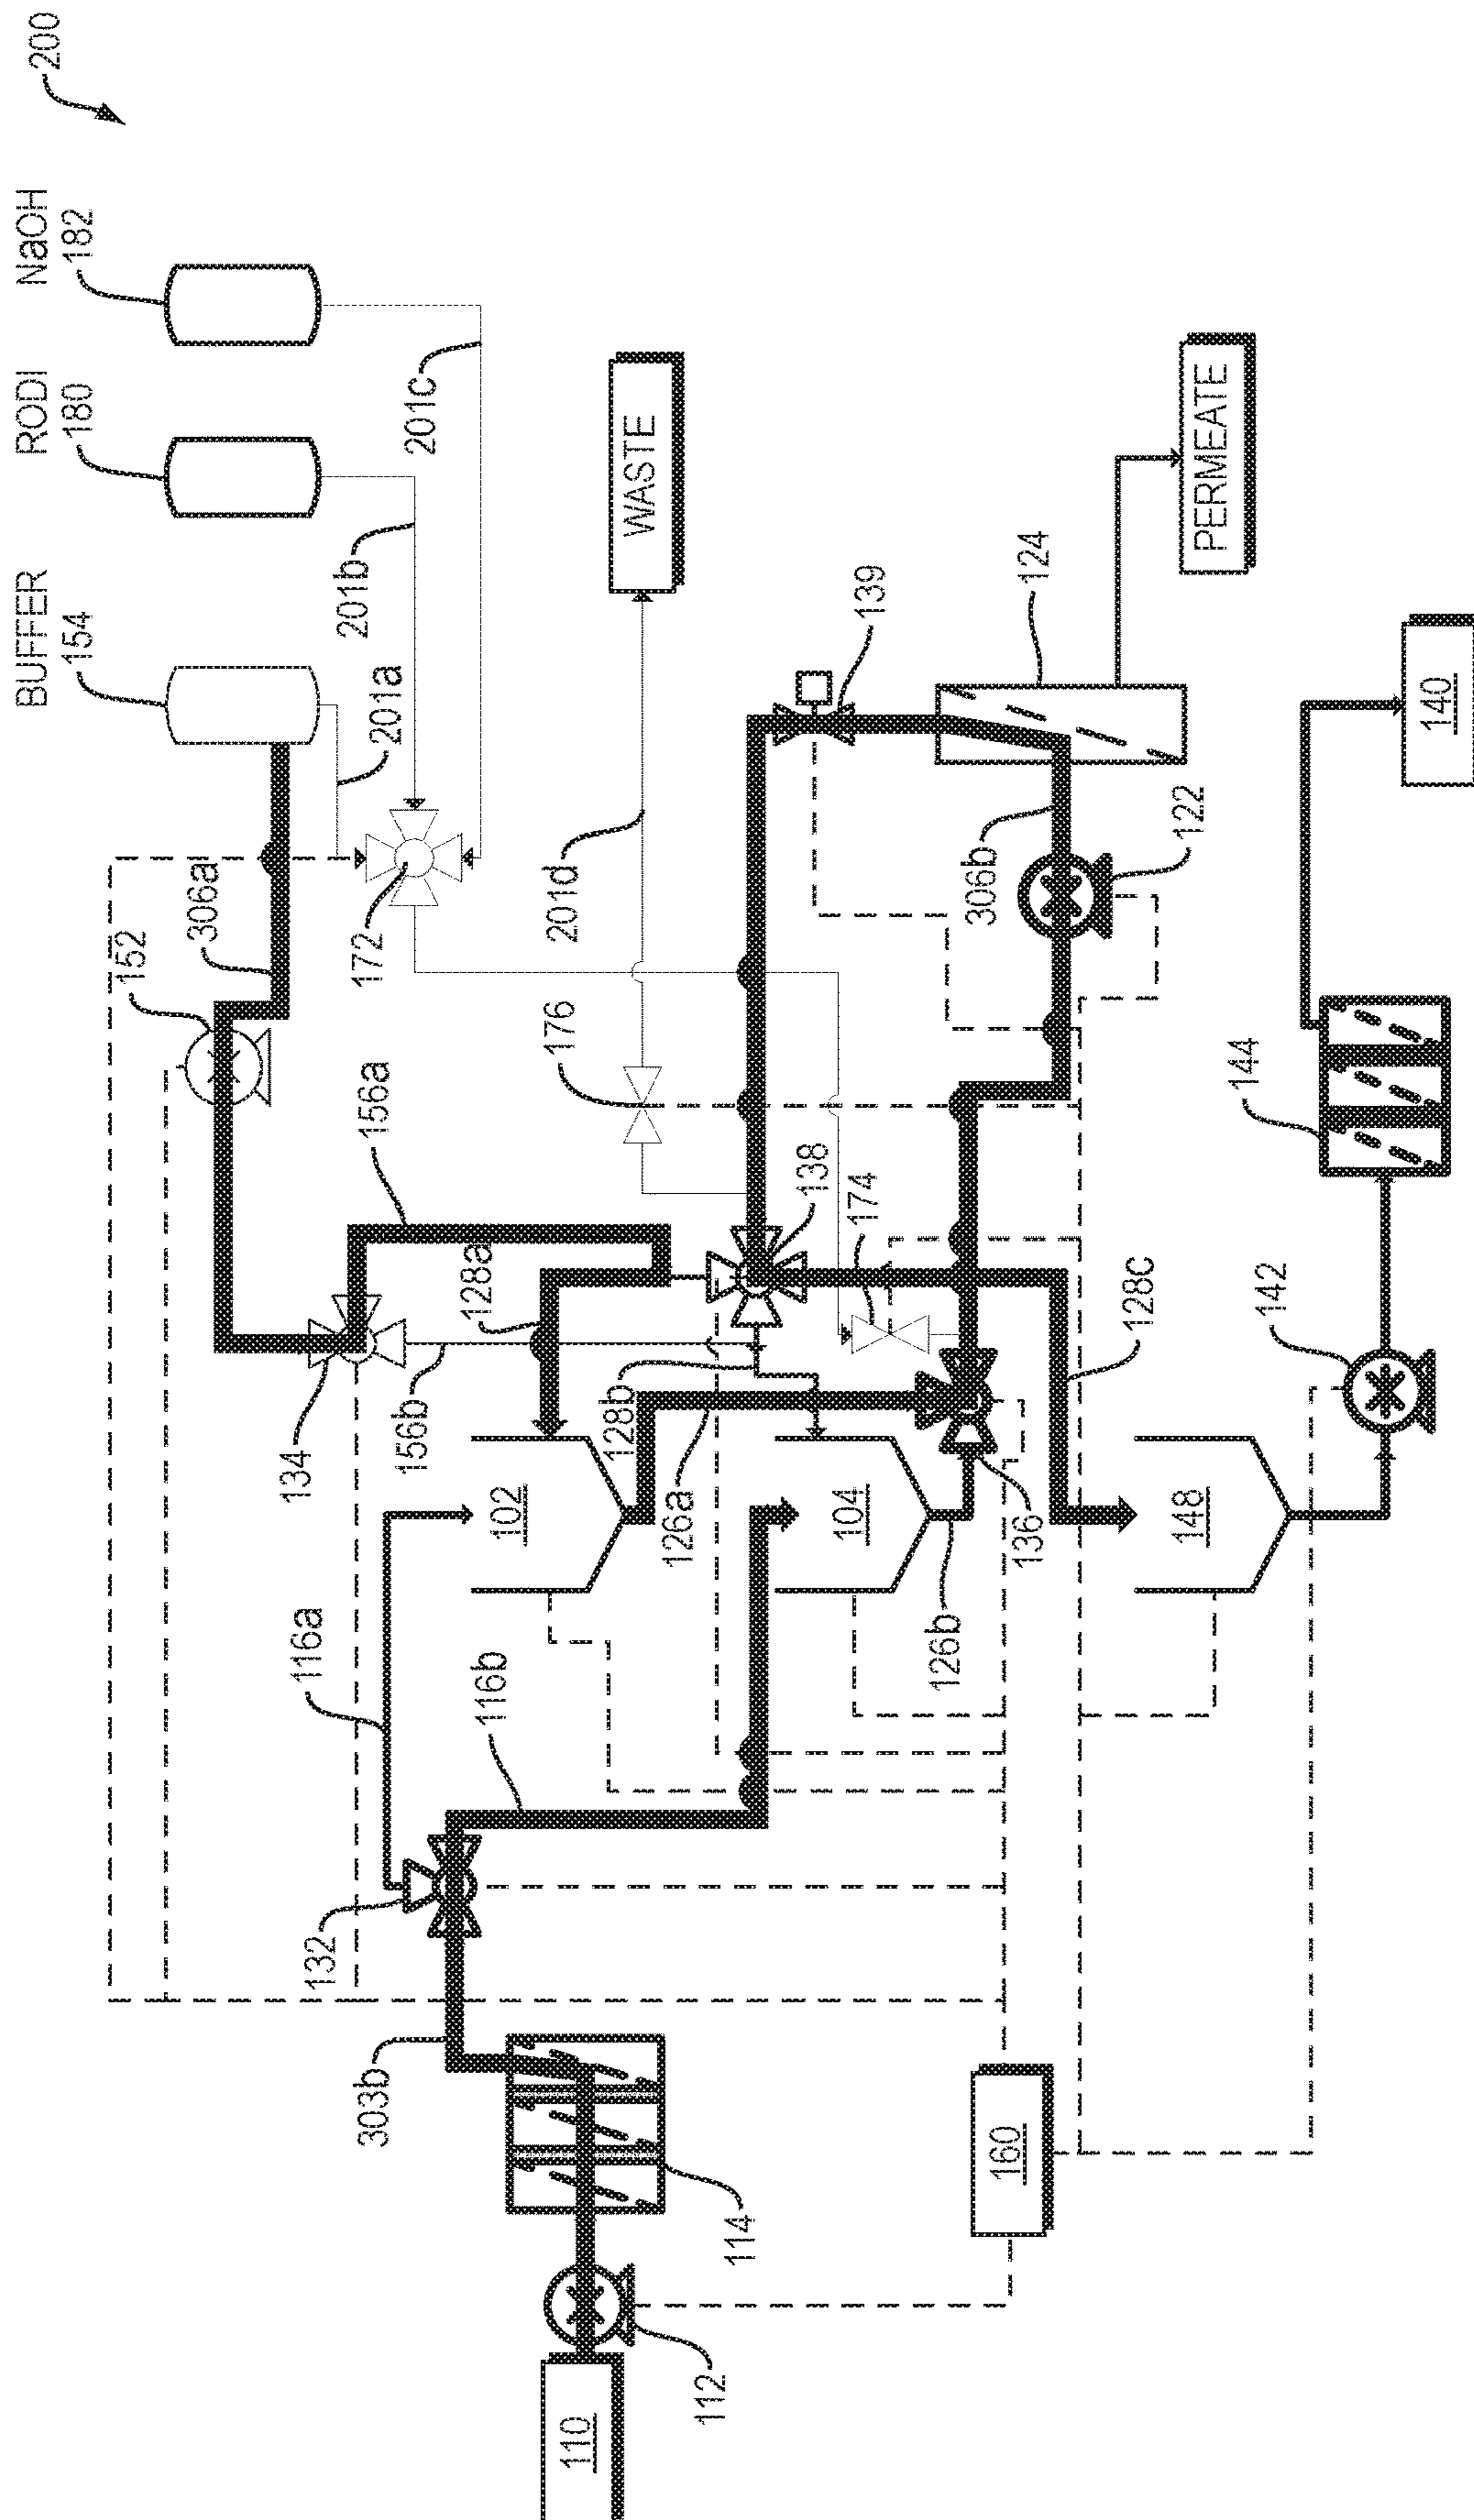 200
NaOH
182
RODI
180
BUFFER
154
201c
201b
201a
WASTE
PERMEATE
124
139
140
306a
172
201d
306b
122
152
176
156a
144
138
174
128a
128c
142
134
156b
128b
102
126a
104
136
148
116a
116b
126b
132
303b
114
160
112
110